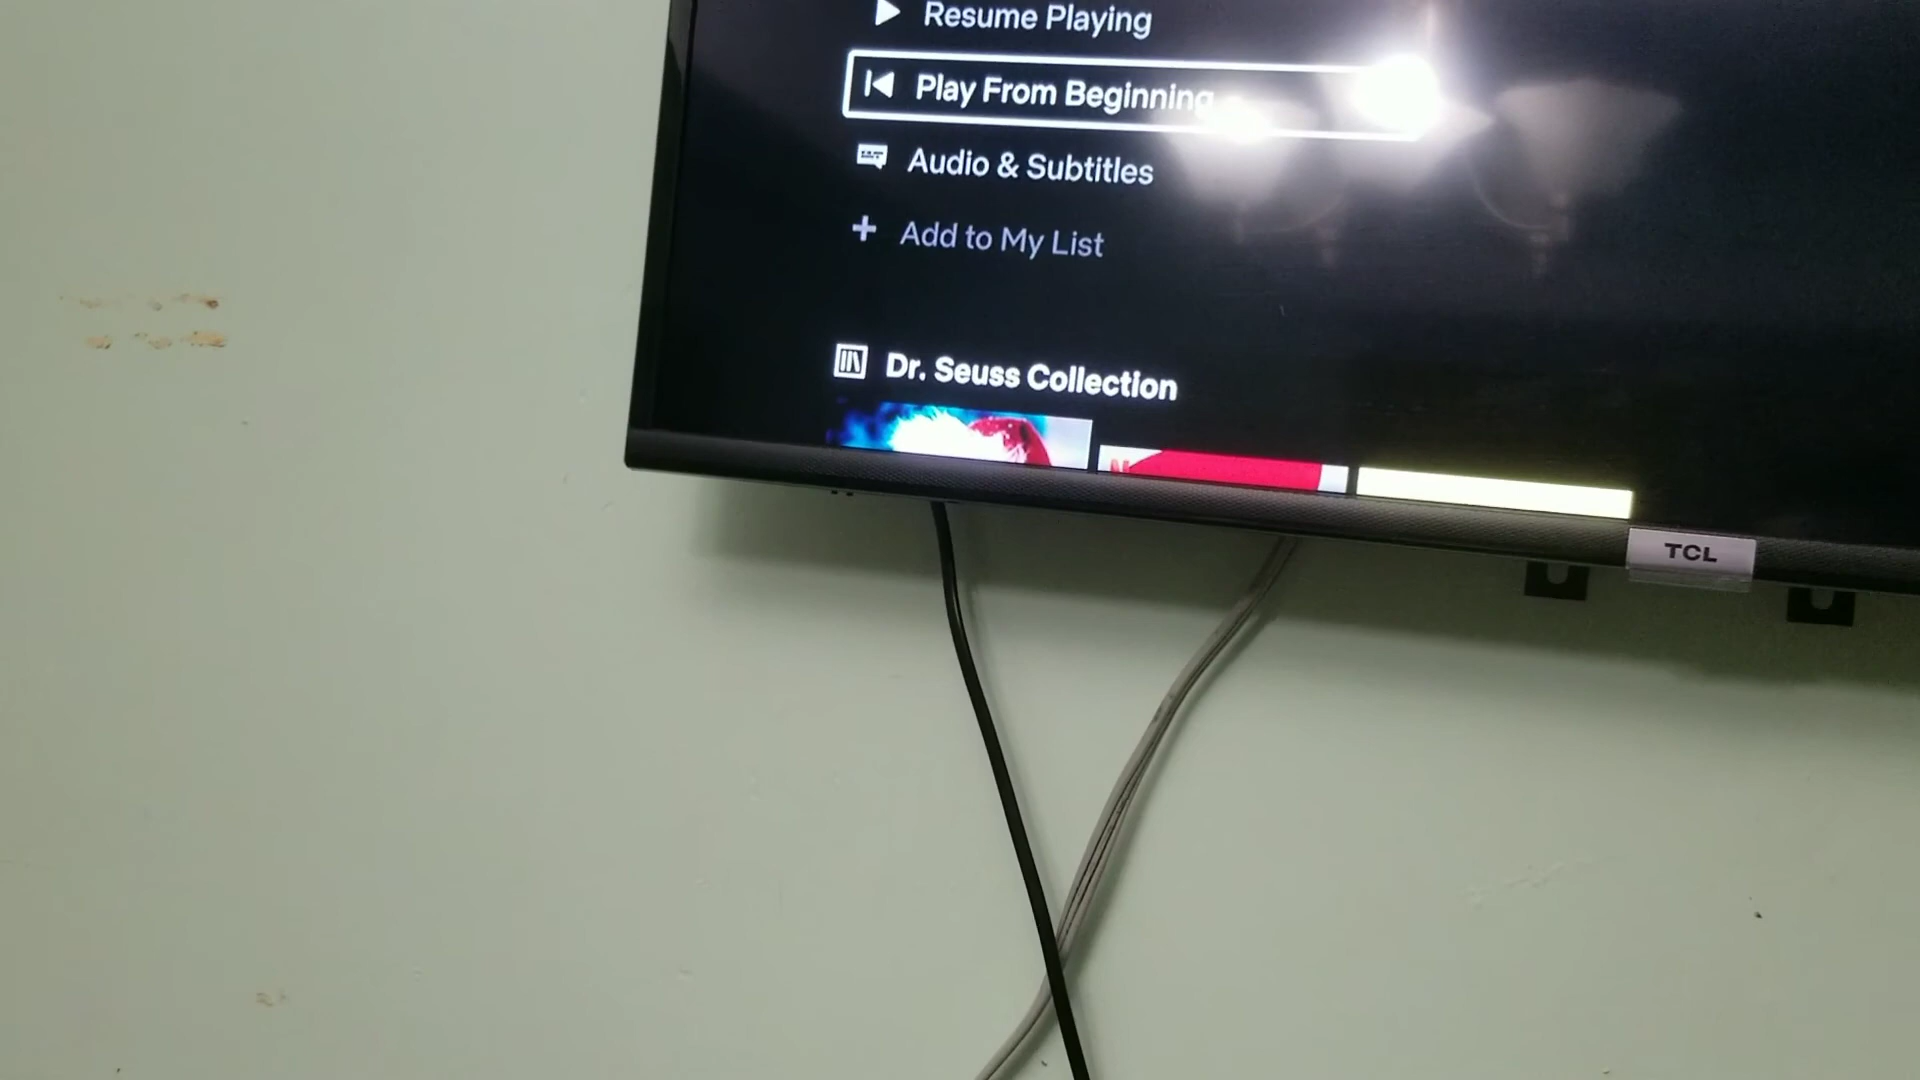 Resume Playing
Play From Beginning
Audio & Subtitles
Add to My List
Dr. Seuss Collection
N
TCL